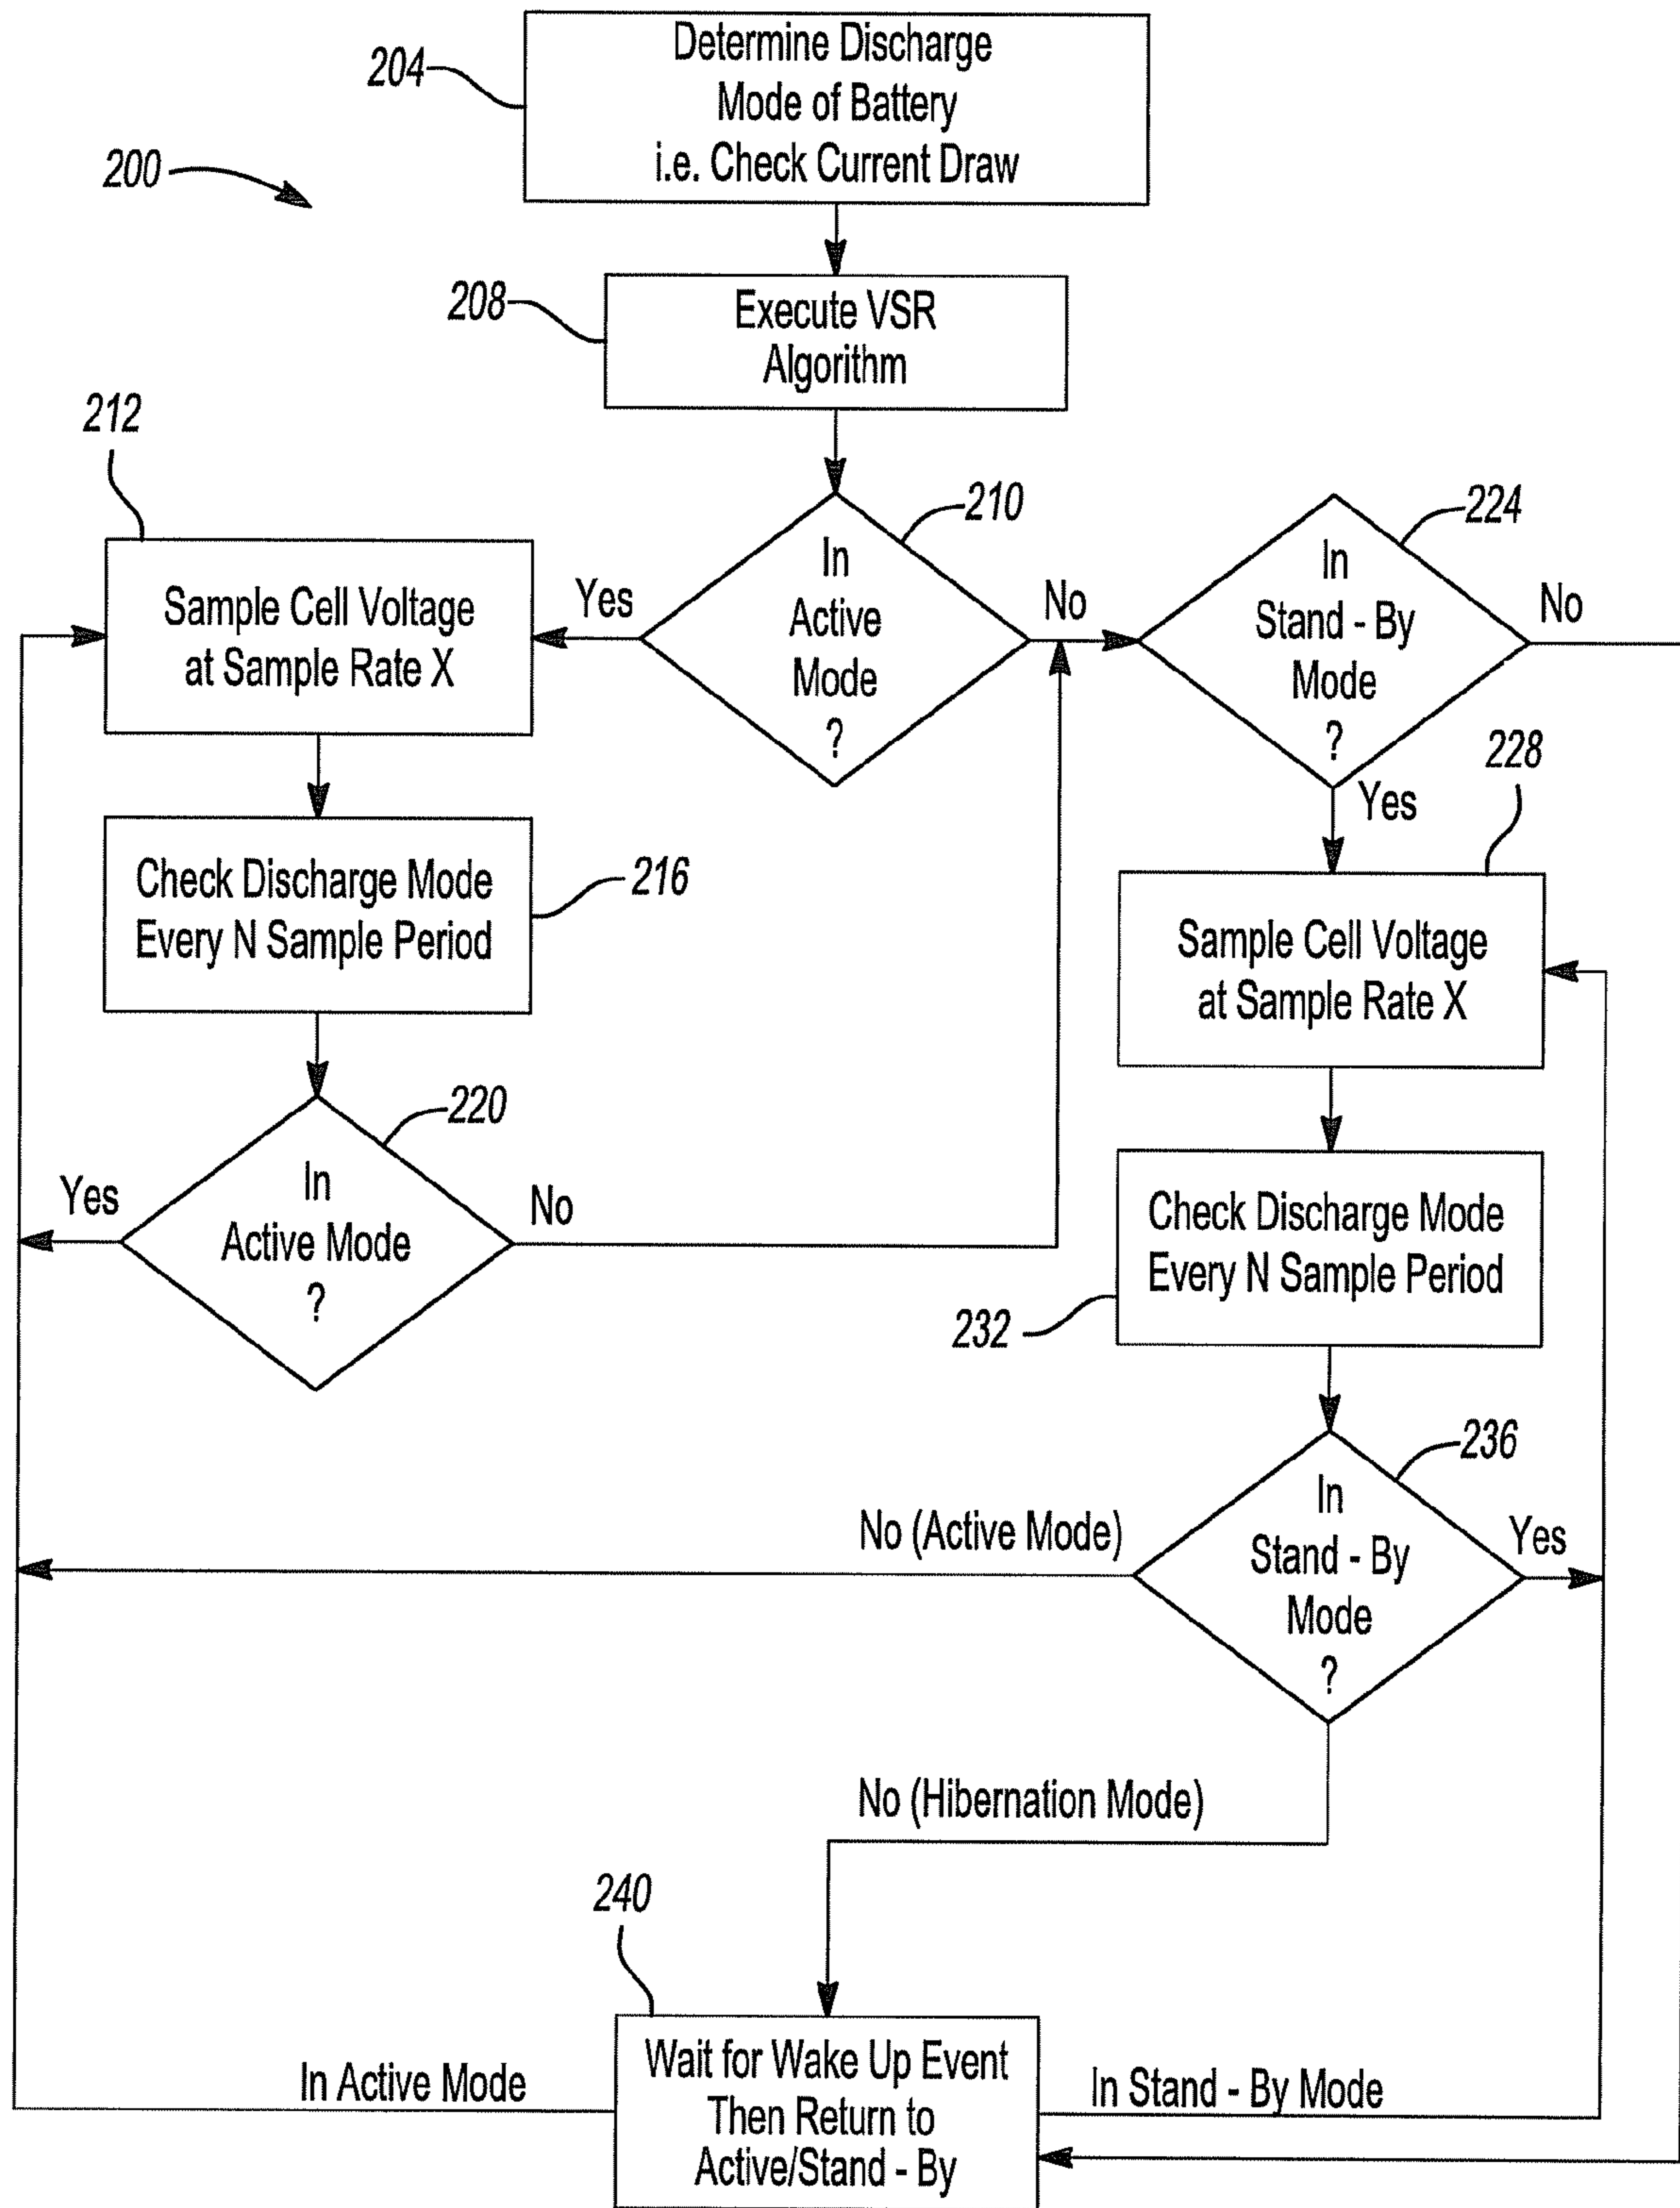 204
Determine Discharge
Mode of Battery
i.e. Check Current Draw
200
208
Execute VSR
Algorithm
212
210
224
Sample Cell Voltage
at Sample Rate X
Yes
In
Active
Mode
?
No
In
Stand - By
Mode
?
No
Yes
228
Check Discharge Mode
Every N Sample Period
216
Sample Cell Voltage
at Sample Rate X
220
Yes
In
Active Mode
?
No
Check Discharge Mode
Every N Sample Period
232
236
No (Active Mode)
In
Stand - By
Mode
?
Yes
No (Hibernation Mode)
240
In Active Mode
Wait for Wake Up Event
Then Return to
Active/Stand - By
In Stand - By Mode